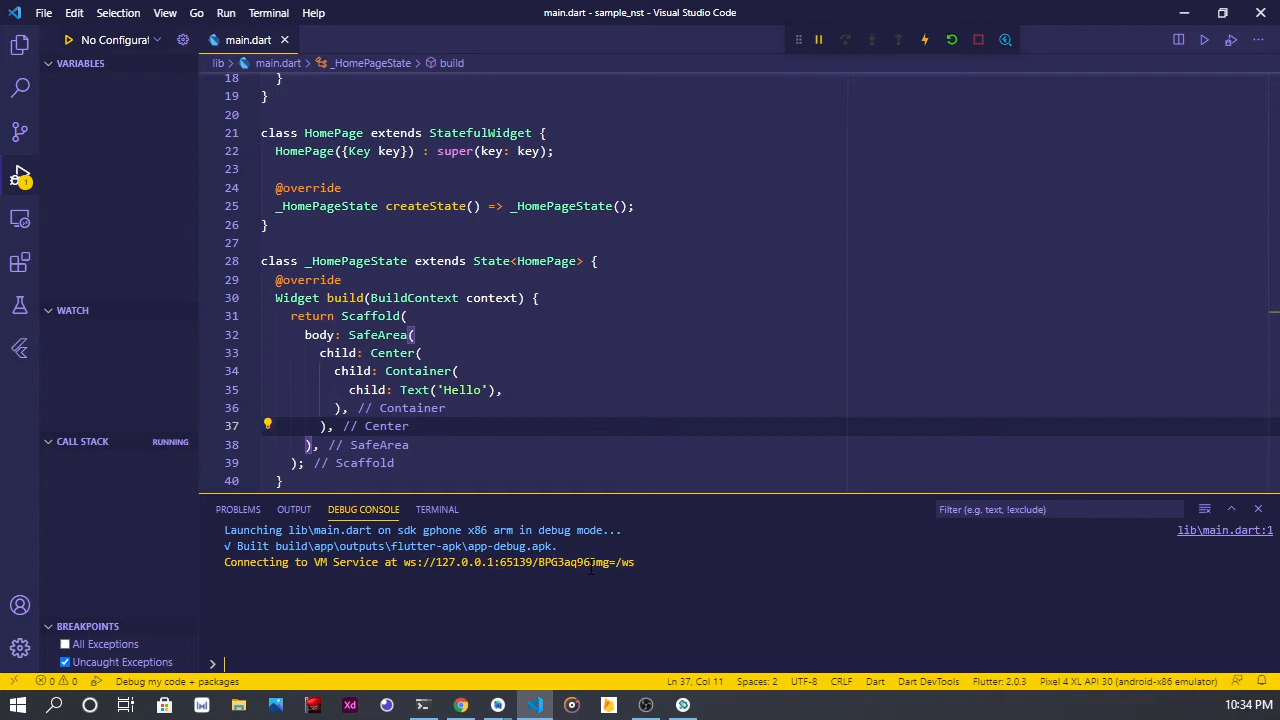 File Edit Selection View Go Run Terminal Help
main.dart - sample_nst - Visual Studio Code
No Configurat
main.dart
VARIABLES
lib > main.dart > _HomePageState > build
18 }
19 }
20
21 class HomePage extends StatefulWidget {
22 HomePage({Key key}) : super(key: key);
23
24 @override
25 _HomePageState createState() => _HomePageState();
26 }
27
28 class _HomePageState extends State<HomePage> {
29 @override
30 Widget build(BuildContext context) {
31 return Scaffold(
32 body: SafeArea(
33 child: Center(
34 child: Container(
35 child: Text('Hello'),
36 ), // Container
37 ), // Center
38 ), // SafeArea
39 ); // Scaffold
40 }
1
WATCH
CALL STACK RUNNING
BREAKPOINTS
All Exceptions
Uncaught Exceptions
PROBLEMS OUTPUT DEBUG CONSOLE TERMINAL
Filter (e.g. text, !exclude)
Launching lib\main.dart on sdk gphone x86 arm in debug mode...
lib\main.dart:1
√ Built build\app\outputs\flutter-apk\app-debug.apk.
Connecting to VM Service at ws://127.0.0.1:65139/BPG3aq96Jmg=/ws
>
0 0 Debug my code + packages
Ln 37, Col 11 Spaces: 2 UTF-8 CRLF Dart Dart DevTools Flutter: 2.0.3 Pixel 4 XL API 30 (android-x86 emulator)
Xd
10:34 PM